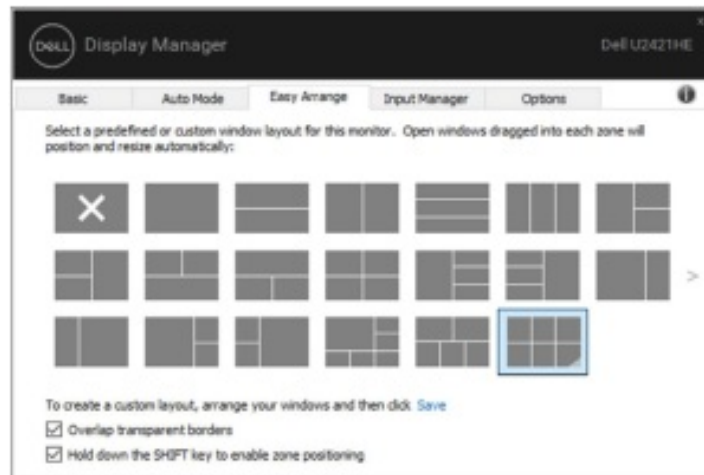 DELL Display Manager
Dell U2421HE
Basic Auto Mode Easy Arrange Input Manager Options
Select a predefined or custom window layout for this monitor. Open windows dragged into each zone will
position and resize automatically:
To create a custom layout, arrange your windows and then click Save
Overlap transparent borders
Hold down the SHIFT key to enable zone positioning